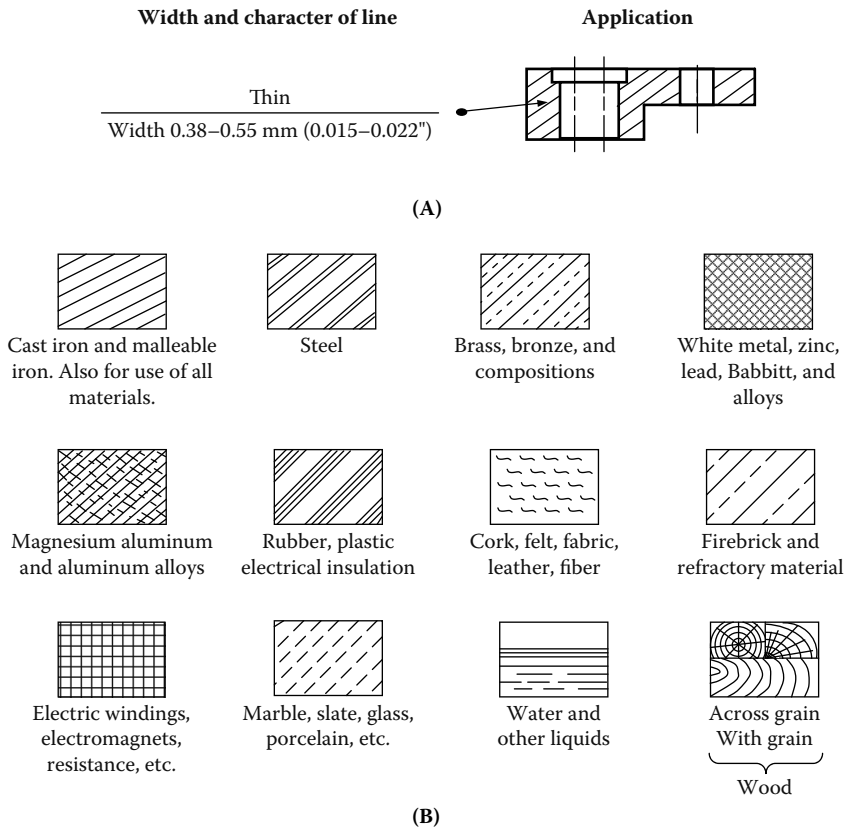 Width and character of line
Application
Thin
Width 0.38–0.55 mm (0.015–0.022")
(A)
Cast iron and malleable
iron. Also for use of all
materials.
Steel
Brass, bronze, and
compositions
White metal, zinc,
lead, Babbitt, and
alloys
Magnesium aluminum
and aluminum alloys
Rubber, plastic
electrical insulation
Cork, felt, fabric,
leather, fiber
Firebrick and
refractory material
Electric windings,
electromagnets,
resistance, etc.
Marble, slate, glass,
porcelain, etc.
Water and
other liquids
Across grain
With grain
Wood
(B)